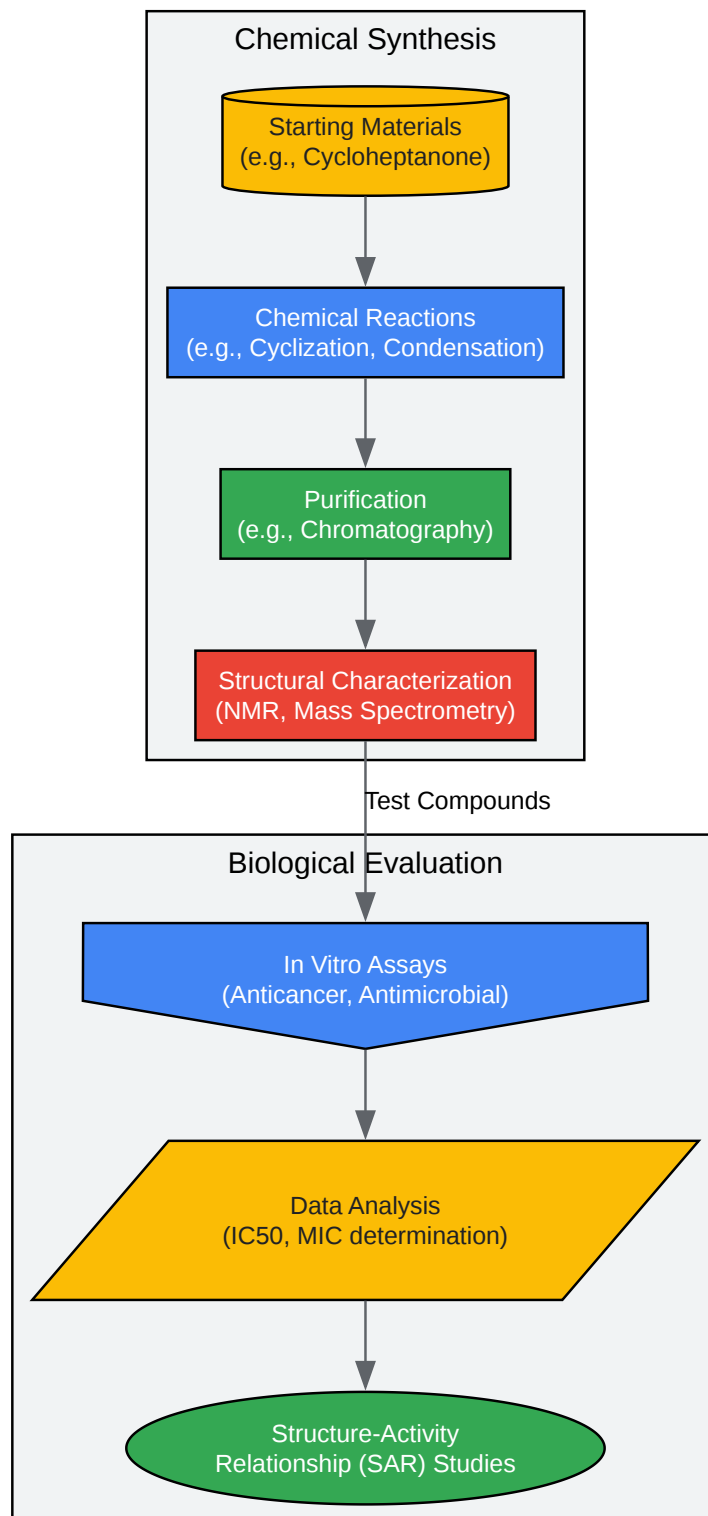 Chemical Synthesis
Starting Materials
(e.g., Cycloheptanone)
Chemical Reactions
(e.g., Cyclization, Condensation)
Purification
(e.g., Chromatography)
Structural Characterization
(NMR, Mass Spectrometry)
Test Compounds
Biological Evaluation
In Vitro Assays
(Anticancer, Antimicrobial)
Data Analysis
(IC50, MIC determination)
Structure-Activity
Relationship (SAR) Studies